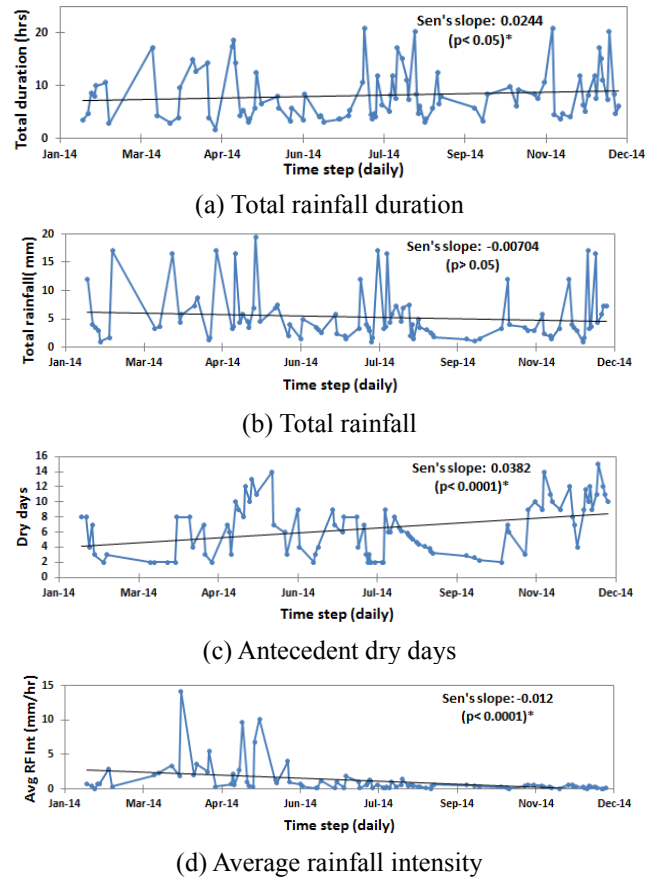 Sen's slope: 0.0244
(p< 0.05)*
Total duration (hrs)
20
10
0
Jan-14 Mar-14 Apr-14 Jun-14 Jul-14 Sep-14 Nov-14 Dec-14
Time step (daily)
(a) Total rainfall duration
Sen's slope: -0.00704
(p> 0.05)
Total rainfall( mm)
20
15
10
5
0
Jan-14 Mar-14 Apr-14 Jun-14 Jul-14 Sep-14 Nov-14 Dec-14
Time step (daily)
(b) Total rainfall
Sen's slope: 0.0382
(p< 0.0001)*
Dry days
16
14
12
10
8
6
4
2
0
Jan-14 Mar-14 Apr-14 Jun-14 Jul-14 Sep-14 Nov-14 Dec-14
Time step (daily)
(c) Antecedent dry days
Sen's slope: -0.012
(p< 0.0001)*
Avg RF Int (mm/hr)
15
10
5
0
Jan-14 Mar-14 Apr-14 Jun-14 Jul-14 Sep-14 Nov-14 Dec-14
Time step (daily)
(d) Average rainfall intensity